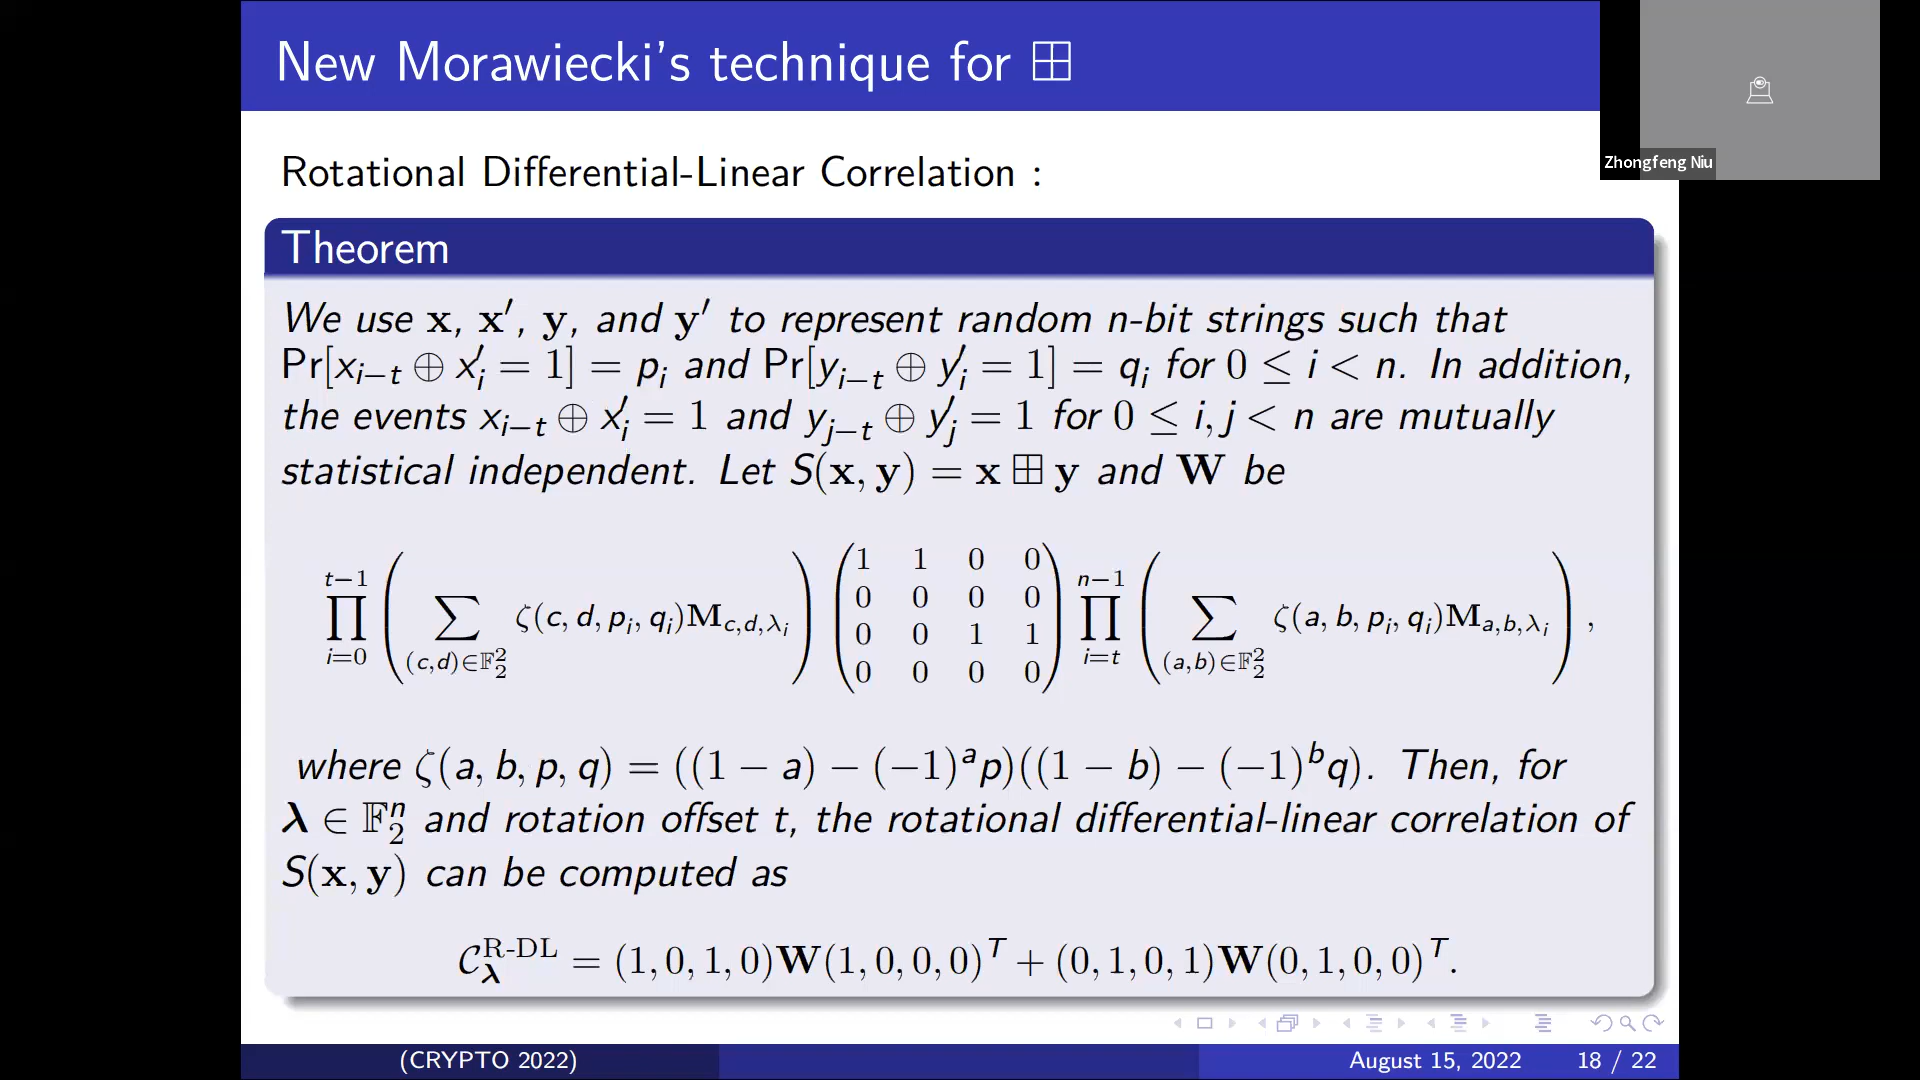 New Morawiecki's technique for ⊞
Zhongfeng Niu
Rotational Differential-Linear Correlation :
Theorem
We use x, x′, y, and y′ to represent random n-bit strings such that
Pr[x_{i−t} ⊕ x′_i = 1] = p_i and Pr[y_{i−t} ⊕ y′_i = 1] = q_i for 0 ≤ i < n. In addition,
the events x_{i−t} ⊕ x′_i = 1 and y_{j−t} ⊕ y′_j = 1 for 0 ≤ i, j < n are mutually
statistical independent. Let S(x, y) = x ⊞ y and W be
∏_{i=0}^{t−1} ( ∑_{(c,d)∈𝔽_2^2} ζ(c, d, p_i, q_i)M_{c,d,λ_i} ) (1 1 0 0; 0 0 0 0; 0 0 1 1; 0 0 0 0) ∏_{i=t}^{n−1} ( ∑_{(a,b)∈𝔽_2^2} ζ(a, b, p_i, q_i)M_{a,b,λ_i} ) ,
where ζ(a, b, p, q) = ((1 − a) − (−1)^a p)((1 − b) − (−1)^b q). Then, for
λ ∈ 𝔽_2^n and rotation offset t, the rotational differential-linear correlation of
S(x, y) can be computed as
𝒞_λ^{R-DL} = (1, 0, 1, 0)W(1, 0, 0, 0)^T + (0, 1, 0, 1)W(0, 1, 0, 0)^T.
(CRYPTO 2022)
August 15, 2022
18 / 22